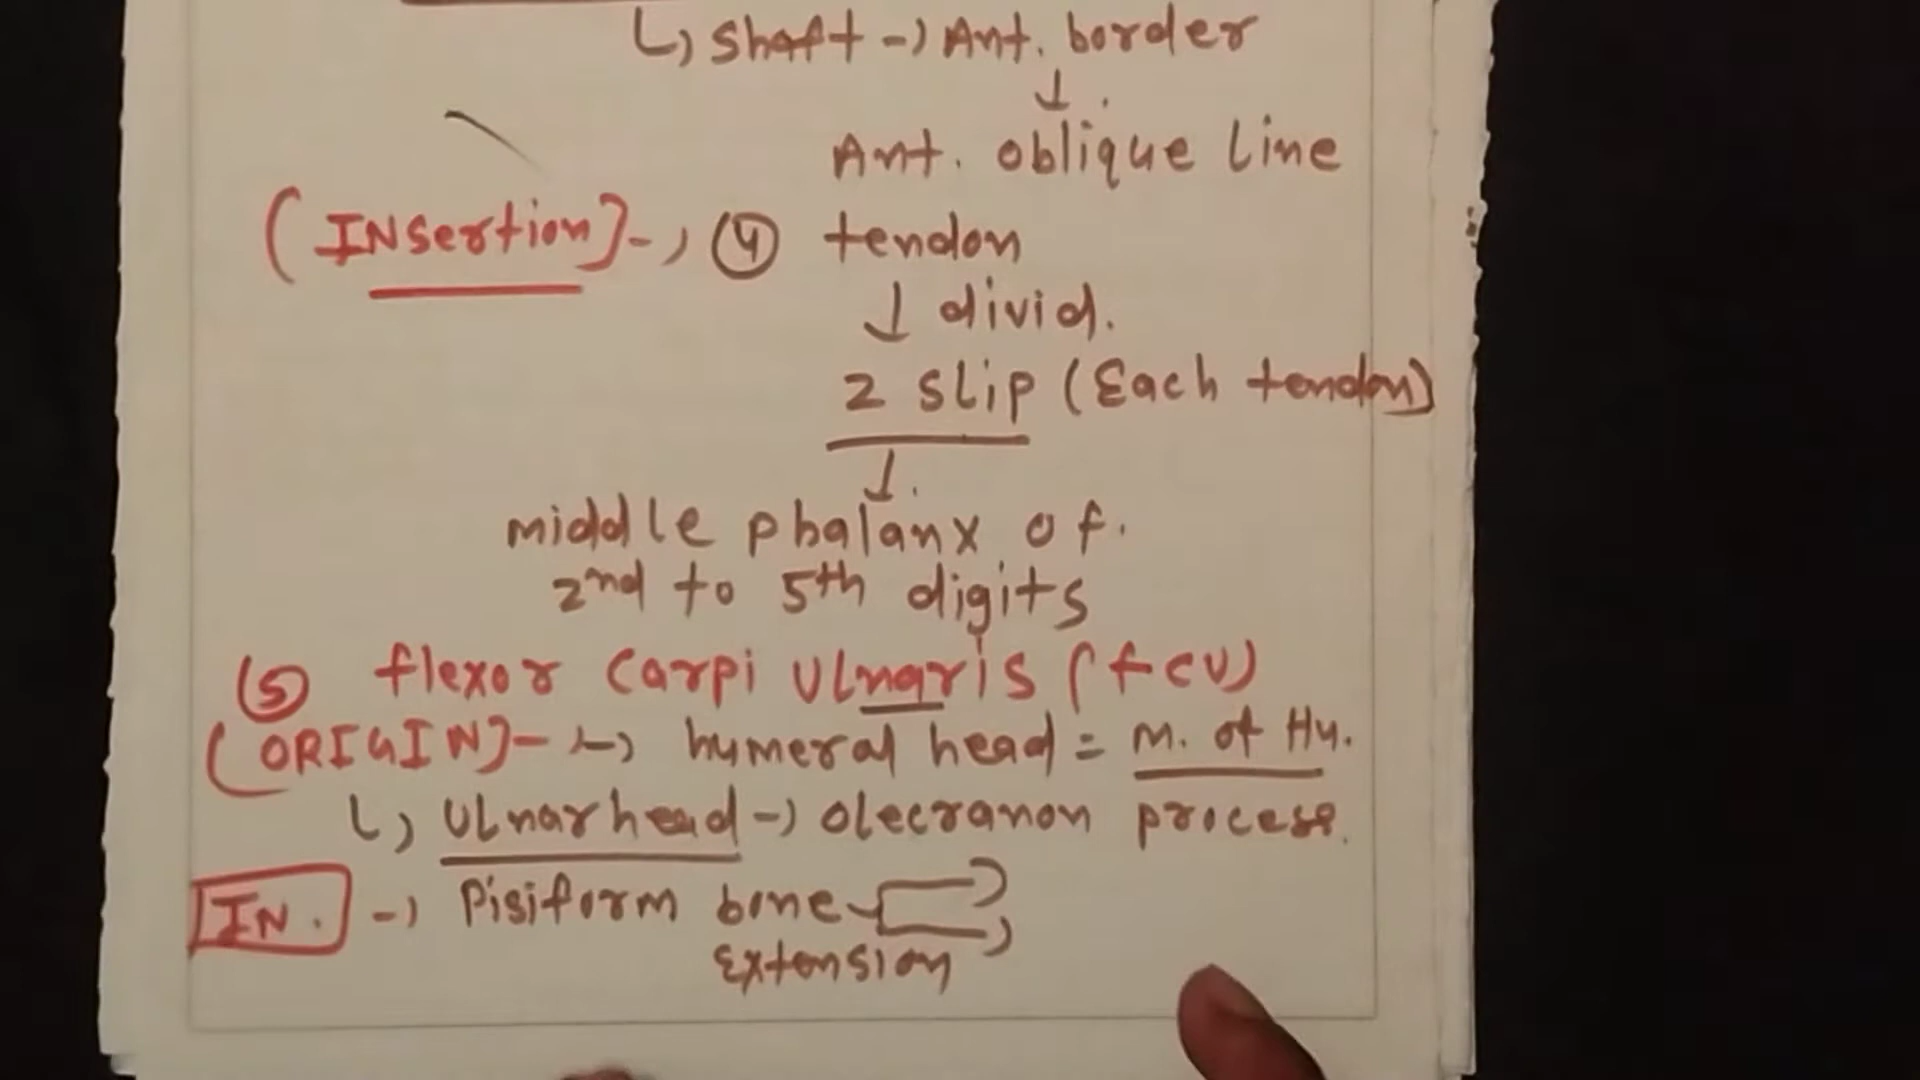 ↳ shaft → Ant. border
↓
Ant. oblique line
(Insertion] → ④ tendon
↓ divid.
2 slip (Each tendon)
↓
middle phalanx of.
2nd to 5th digits
⑤ flexor carpi ulnaris (fcu)
(ORIGIN] - → humeral head = M. of Hu.
↳ ulnar head → olecranon process.
IN. → Pisiform bone
Extension